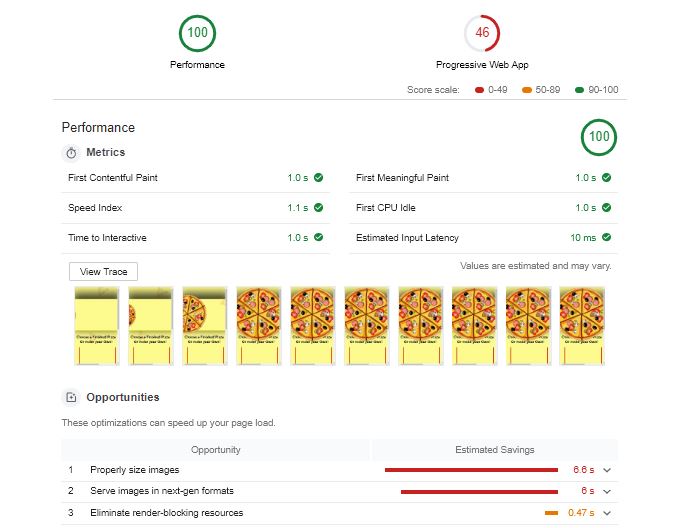 100
46
Performance
Progressive Web App
Score scale: 0-49 50-89 90-100
Performance
100
Metrics
First Contentful Paint 1.0 s
First Meaningful Paint 1.0 s
Speed Index 1.1 s
First CPU Idle 1.0 s
Time to Interactive 1.0 s
Estimated Input Latency 10 ms
View Trace
Values are estimated and may vary.
Opportunities
These optimizations can speed up your page load.
Opportunity Estimated Savings
1 Properly size images 6.6 s
2 Serve images in next-gen formats 6 s
3 Eliminate render-blocking resources 0.47 s